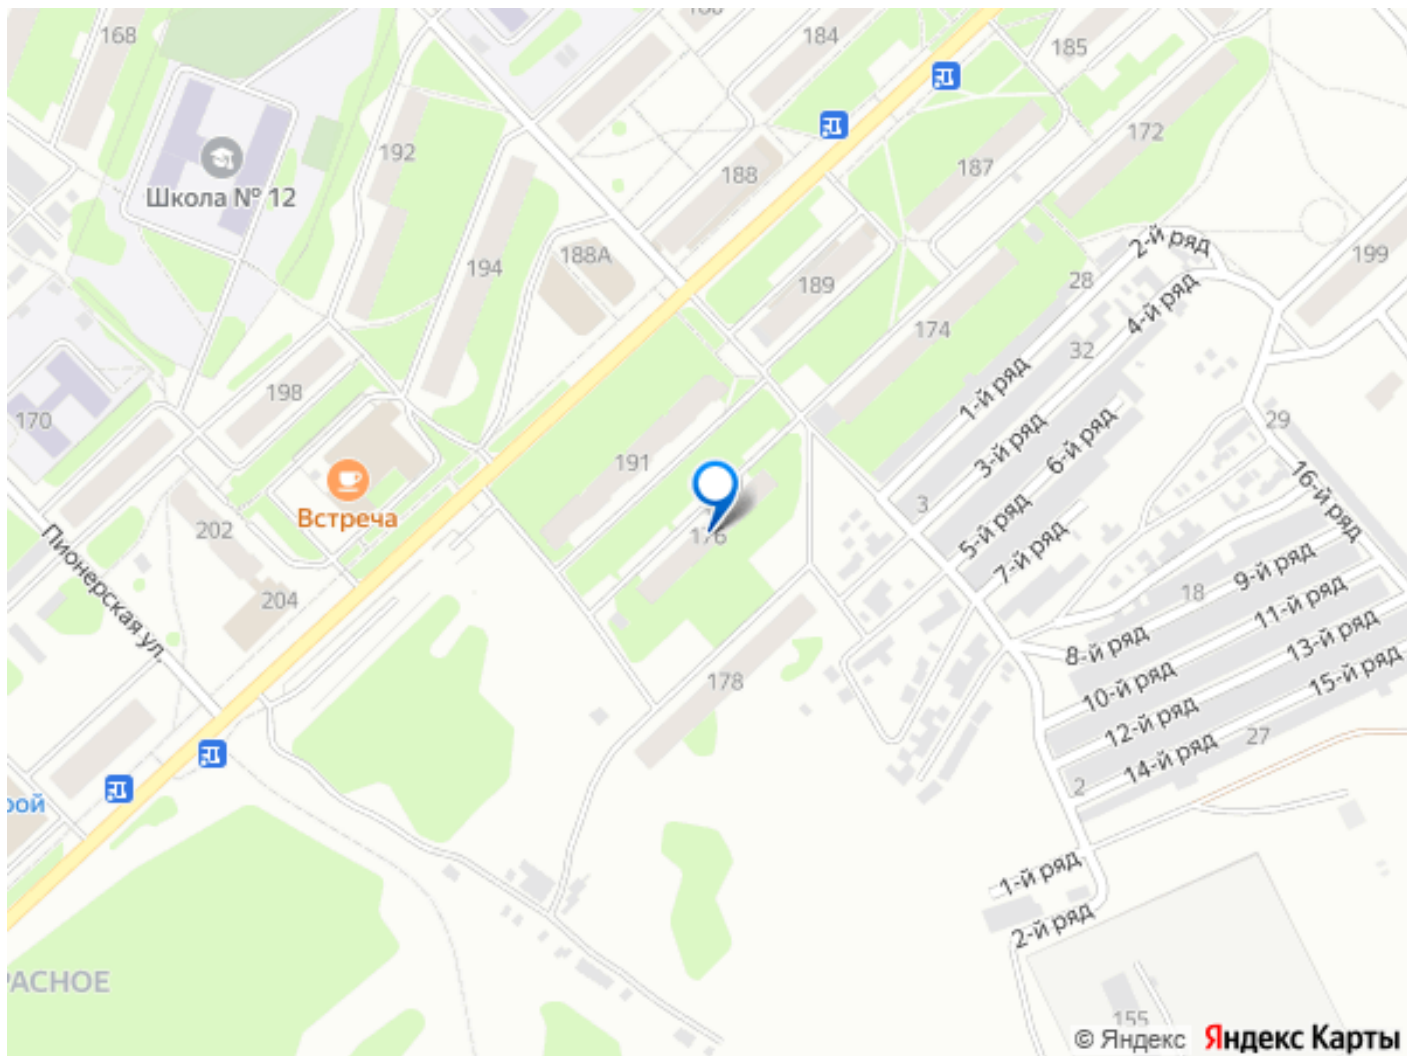 168
184
185
192
172
188
187
Школа № 12
2-й ряд
194
188А
189
28
199
4-й ряд
174
32
1-й ряд
198
170
29
3-й ряд
6-й ряд
191
16-й ряд
3
Встреча
202
176
5-й ряд
7-й ряд
Пионерская ул.
204
18
9-й ряд
11-й ряд
8-й ряд
13-й ряд
178
10-й ряд
15-й ряд
12-й ряд
27
14-й ряд
2
рой
1-й ряд
2-й ряд
РАСНОЕ
155
© Яндекс Яндекс Карты